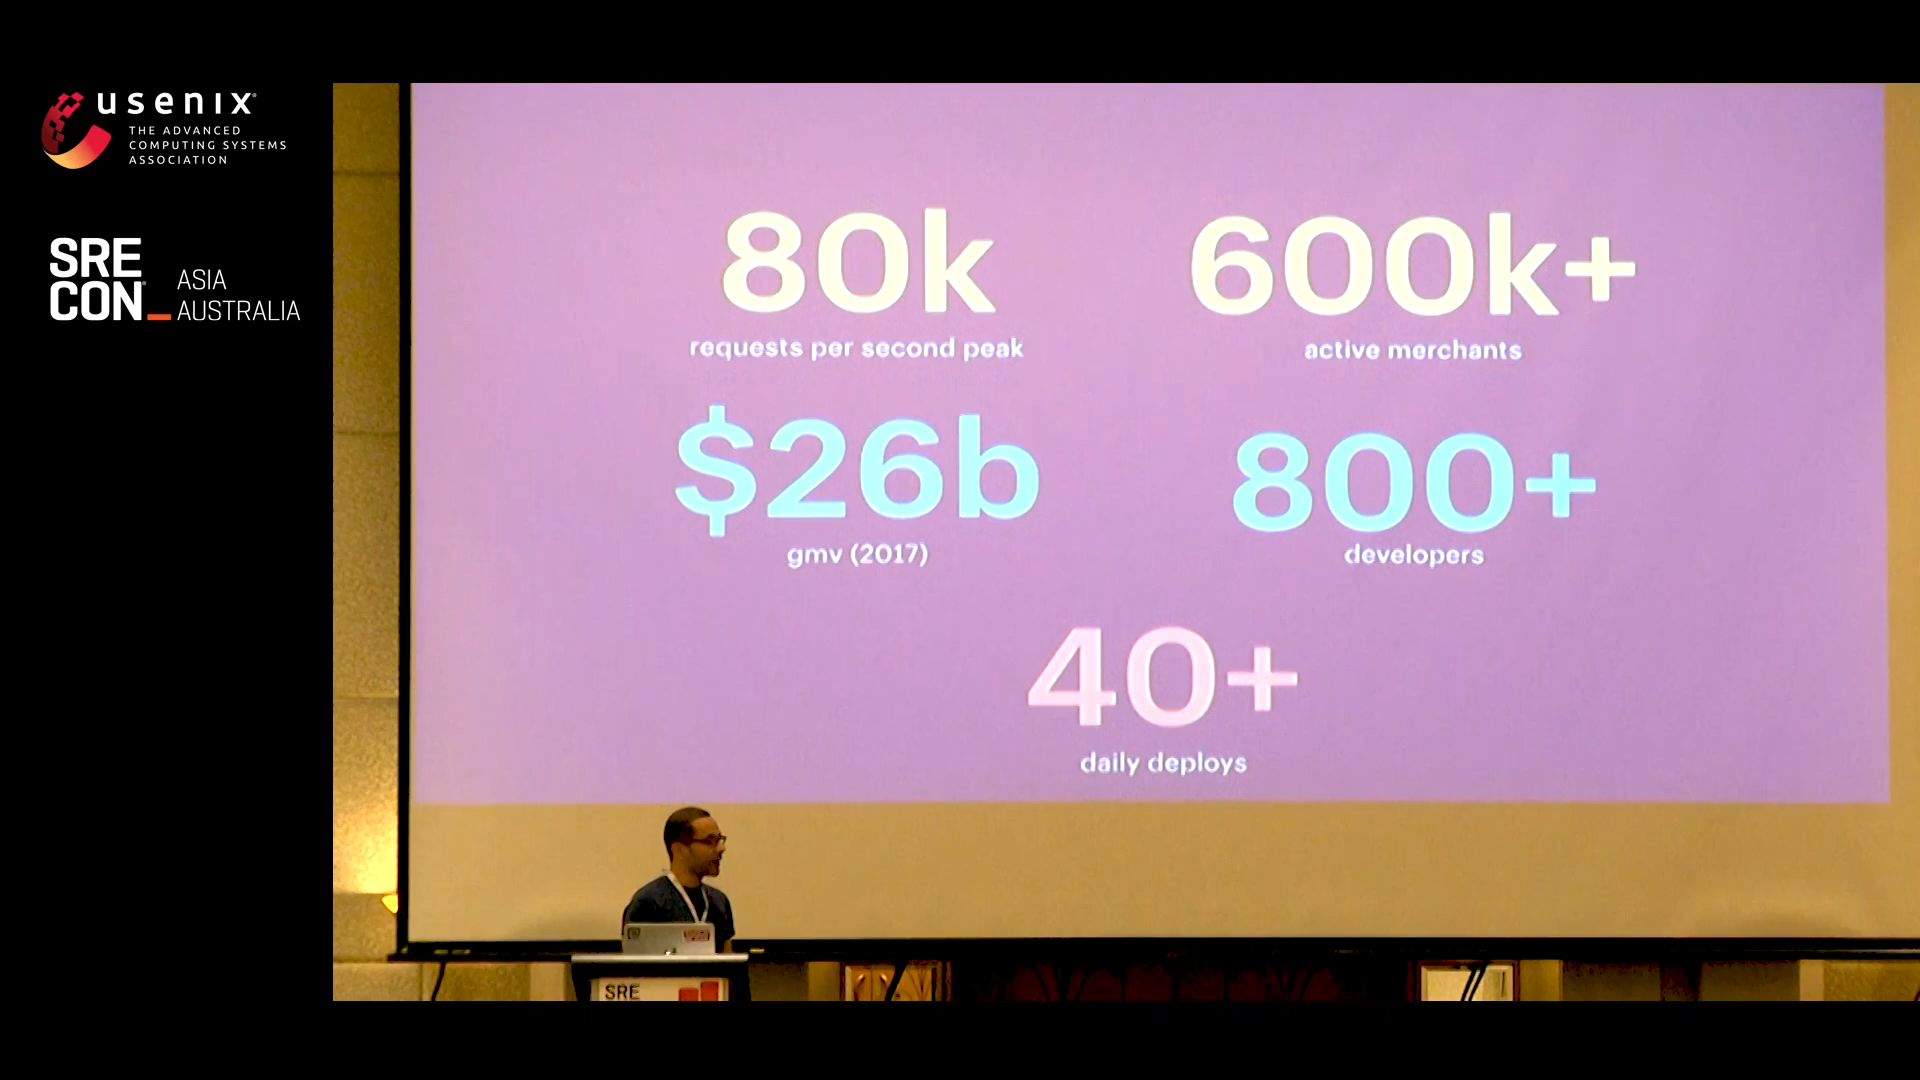 usenix
THE ADVANCED
COMPUTING SYSTEMS
ASSOCIATION
SRE
CON_ ASIA
AUSTRALIA
80k
requests per second peak
600k+
active merchants
$26b
gmv (2017)
800+
developers
40+
daily deploys
SRE